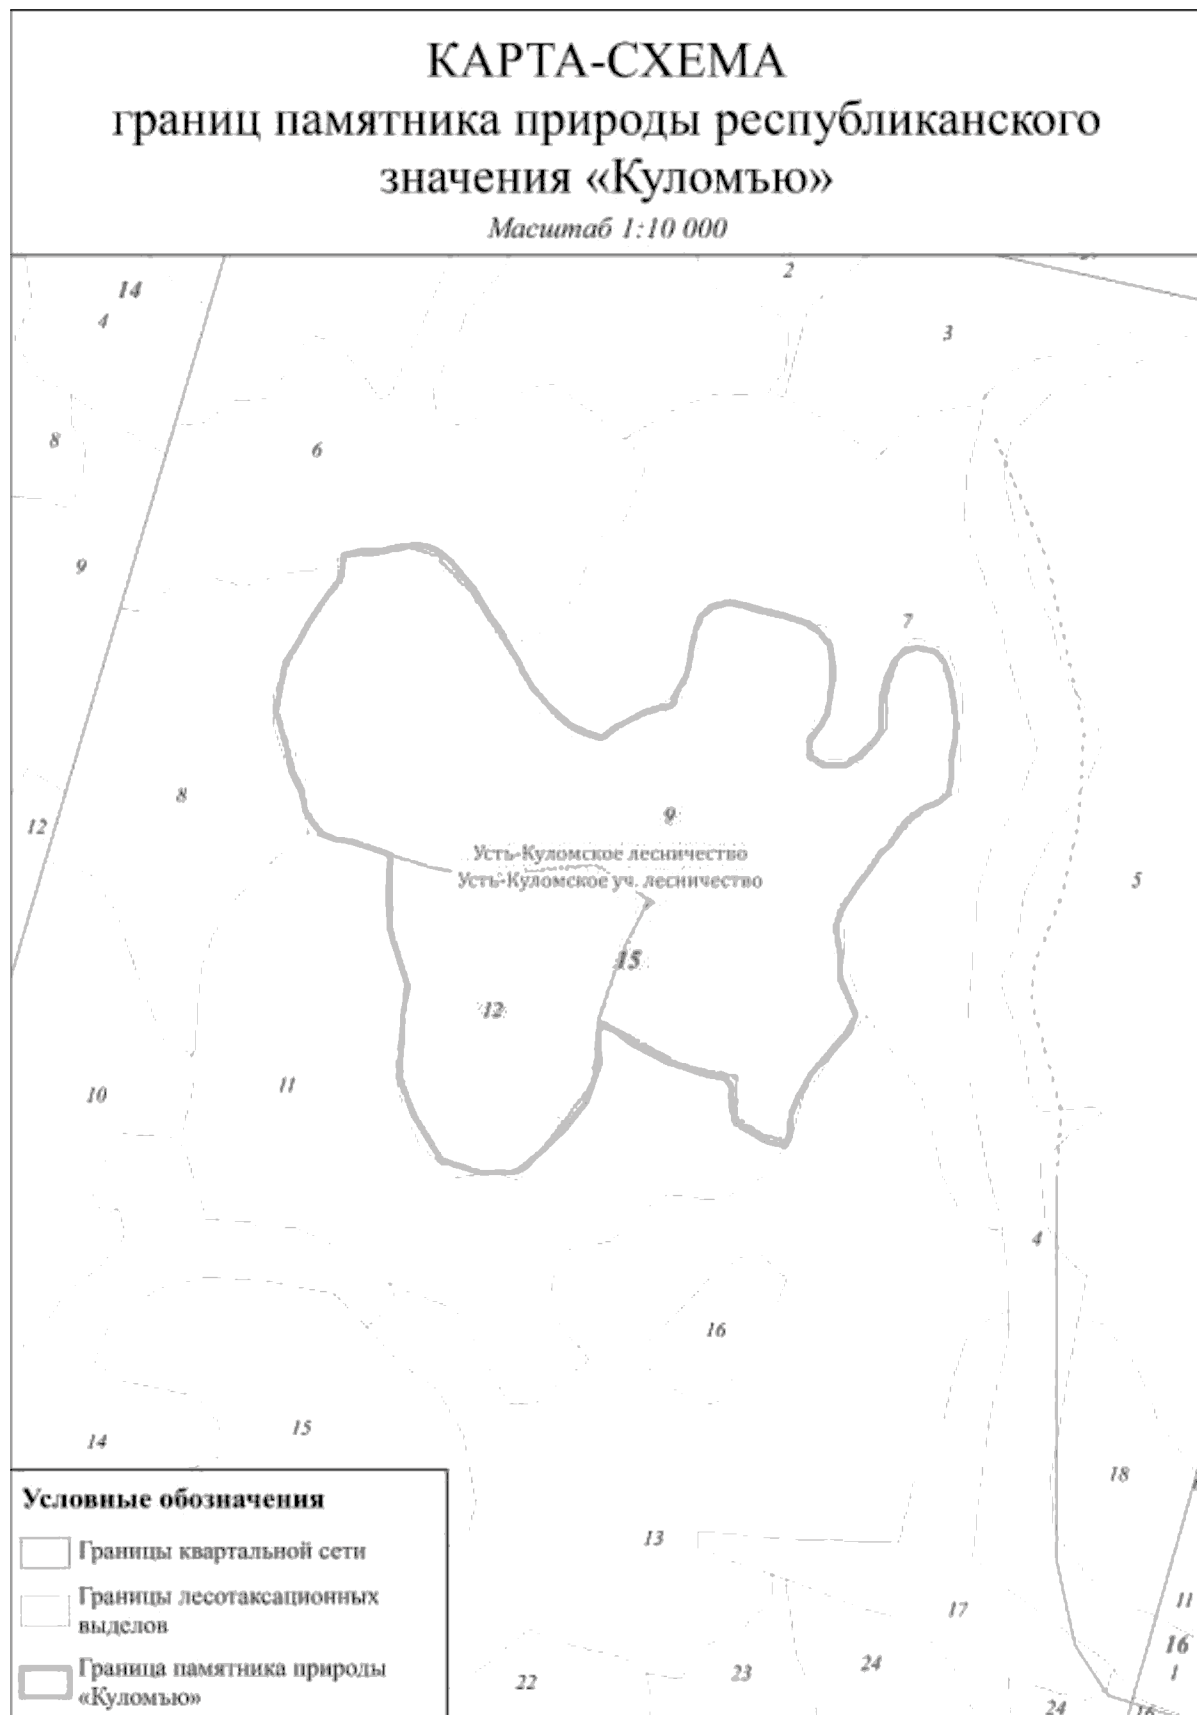 КАРТА-СХЕМА
границ памятника природы республиканского
значения «Куломъю»
Масштаб 1:10 000
2
14
4
3
8
6
9
7
8
9
12
Усть-Куломское лесничество
Усть-Куломское уч. лесничество
5
15
12
10
11
4
16
14
15
18
13
11
17
16
1
22
23
24
24
16
Условные обозначения
Границы квартальной сети
Границы лесотаксационных
выделов
Граница памятника природы
«Куломъю»